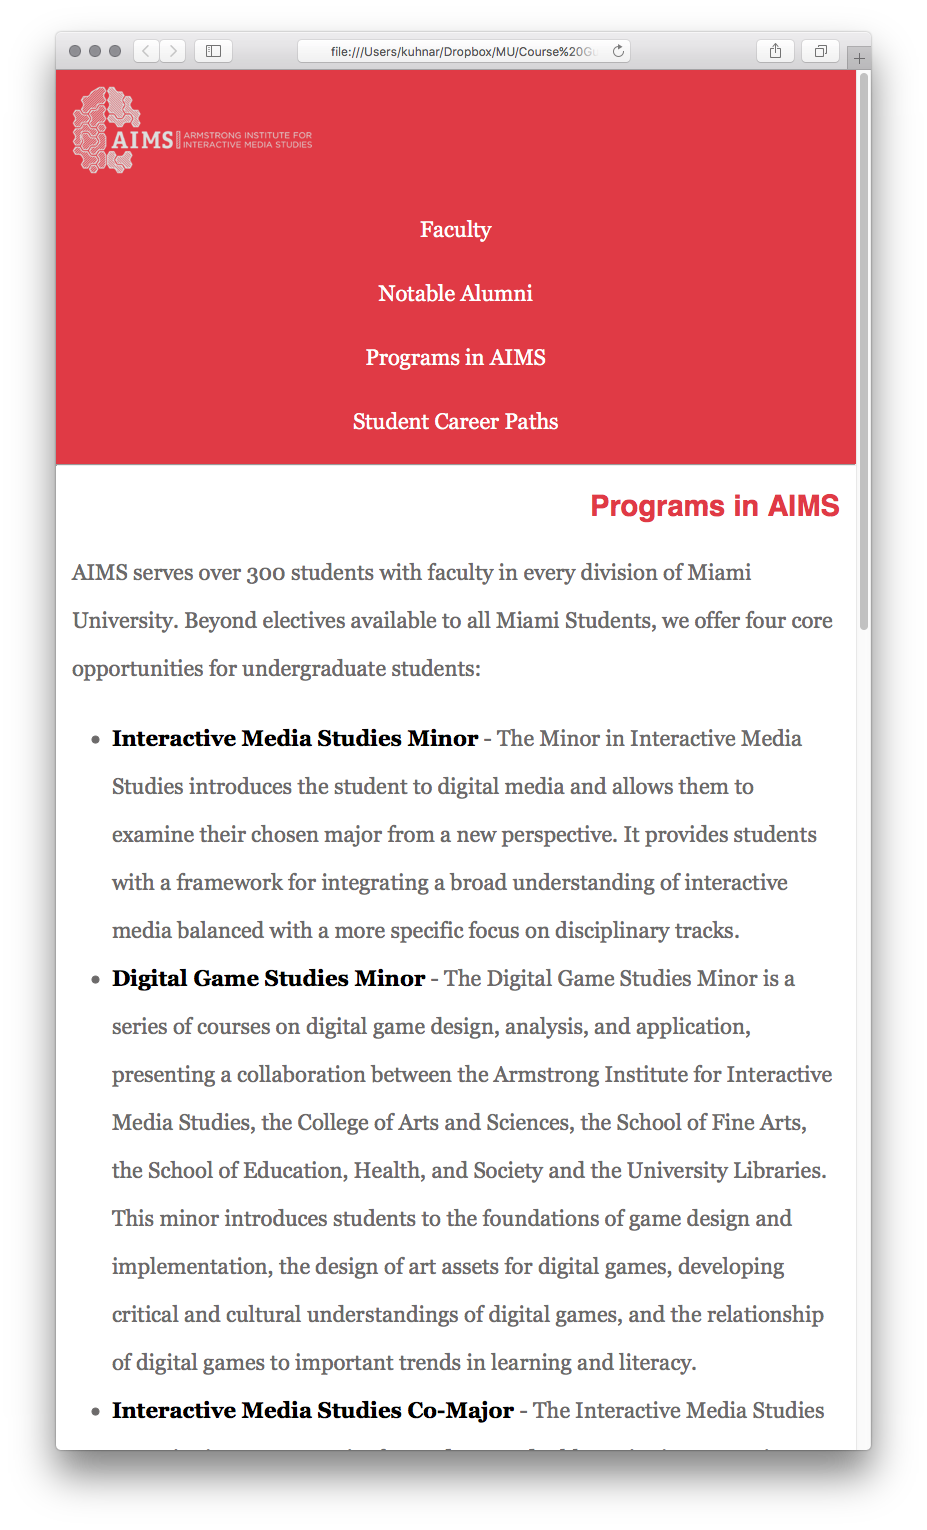 file:///Users/kuhnar/Dropbox/MU/Course%20G
AIMS
ARMSTRONG INSTITUTE FOR
INTERACTIVE MEDIA STUDIES
Faculty
Notable Alumni
Programs in AIMS
Student Career Paths
Programs in AIMS
AIMS serves over 300 students with faculty in every division of Miami
University. Beyond electives available to all Miami Students, we offer four core
opportunities for undergraduate students:
• Interactive Media Studies Minor - The Minor in Interactive Media
Studies introduces the student to digital media and allows them to
examine their chosen major from a new perspective. It provides students
with a framework for integrating a broad understanding of interactive
media balanced with a more specific focus on disciplinary tracks.
• Digital Game Studies Minor - The Digital Game Studies Minor is a
series of courses on digital game design, analysis, and application,
presenting a collaboration between the Armstrong Institute for Interactive
Media Studies, the College of Arts and Sciences, the School of Fine Arts,
the School of Education, Health, and Society and the University Libraries.
This minor introduces students to the foundations of game design and
implementation, the design of art assets for digital games, developing
critical and cultural understandings of digital games, and the relationship
of digital games to important trends in learning and literacy.
• Interactive Media Studies Co-Major - The Interactive Media Studies